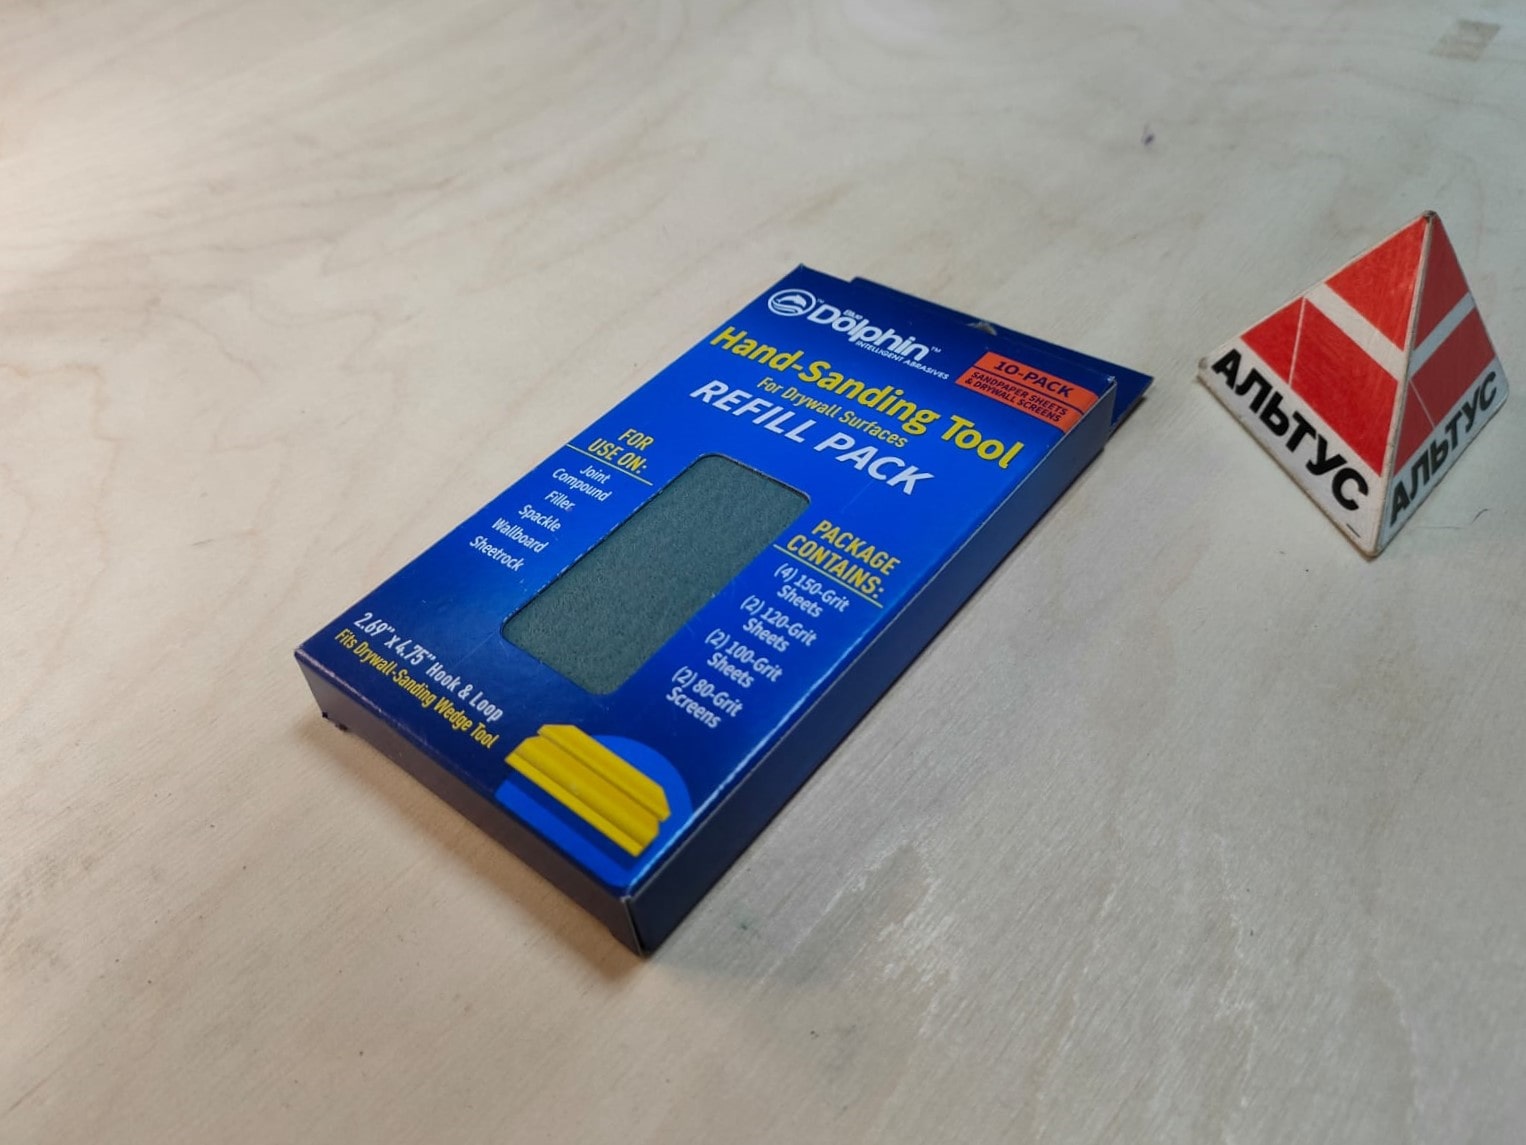 Blue
Dolphin™
INTELLIGENT ABRASIVES
Hand-Sanding Tool
For Drywall Surfaces
REFILL PACK
10-PACK
SANDPAPER SHEETS
& DRYWALL SCREENS
FOR
USE ON:
Joint
Compound
Filler
Spackle
Wallboard
Sheetrock
PACKAGE
CONTAINS:
(4) 150-Grit
Sheets
(2) 120-Grit
Sheets
(2) 100-Grit
Sheets
(2) 80-Grit
Screens
2.69" x 4.75" Hook & Loop
Fits Drywall-Sanding Wedge Tool
АЛЬТУС
АЛЬТУС